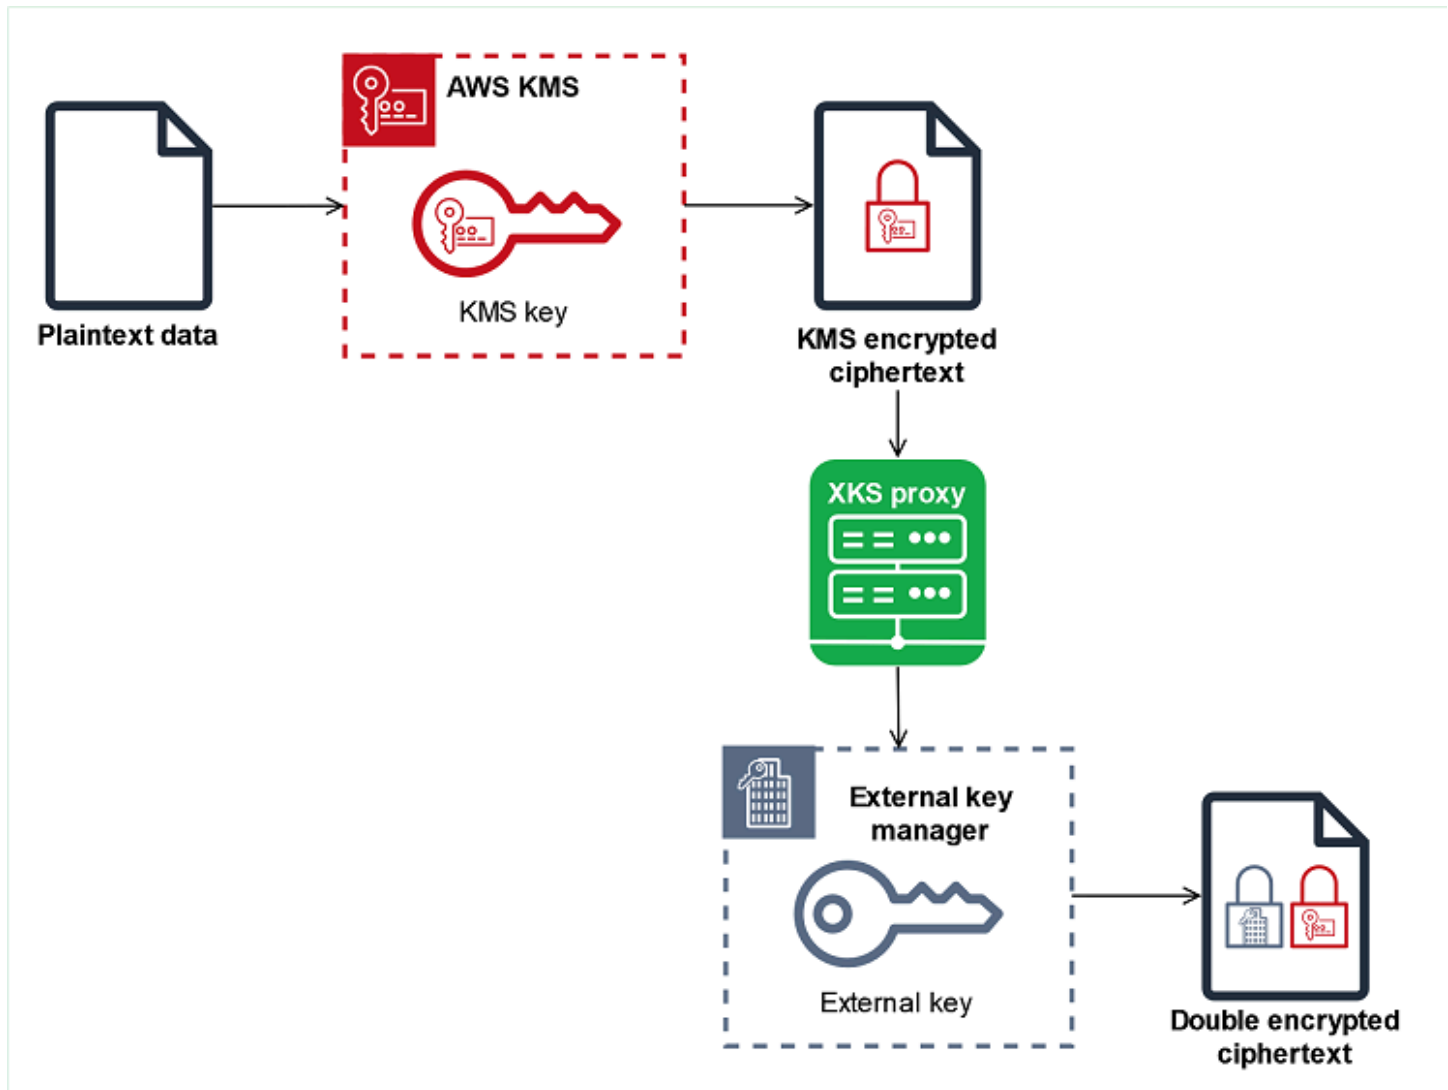 AWS KMS
KMS key
Plaintext data
KMS encrypted
ciphertext
XKS proxy
External key
manager
External key
Double encrypted
ciphertext